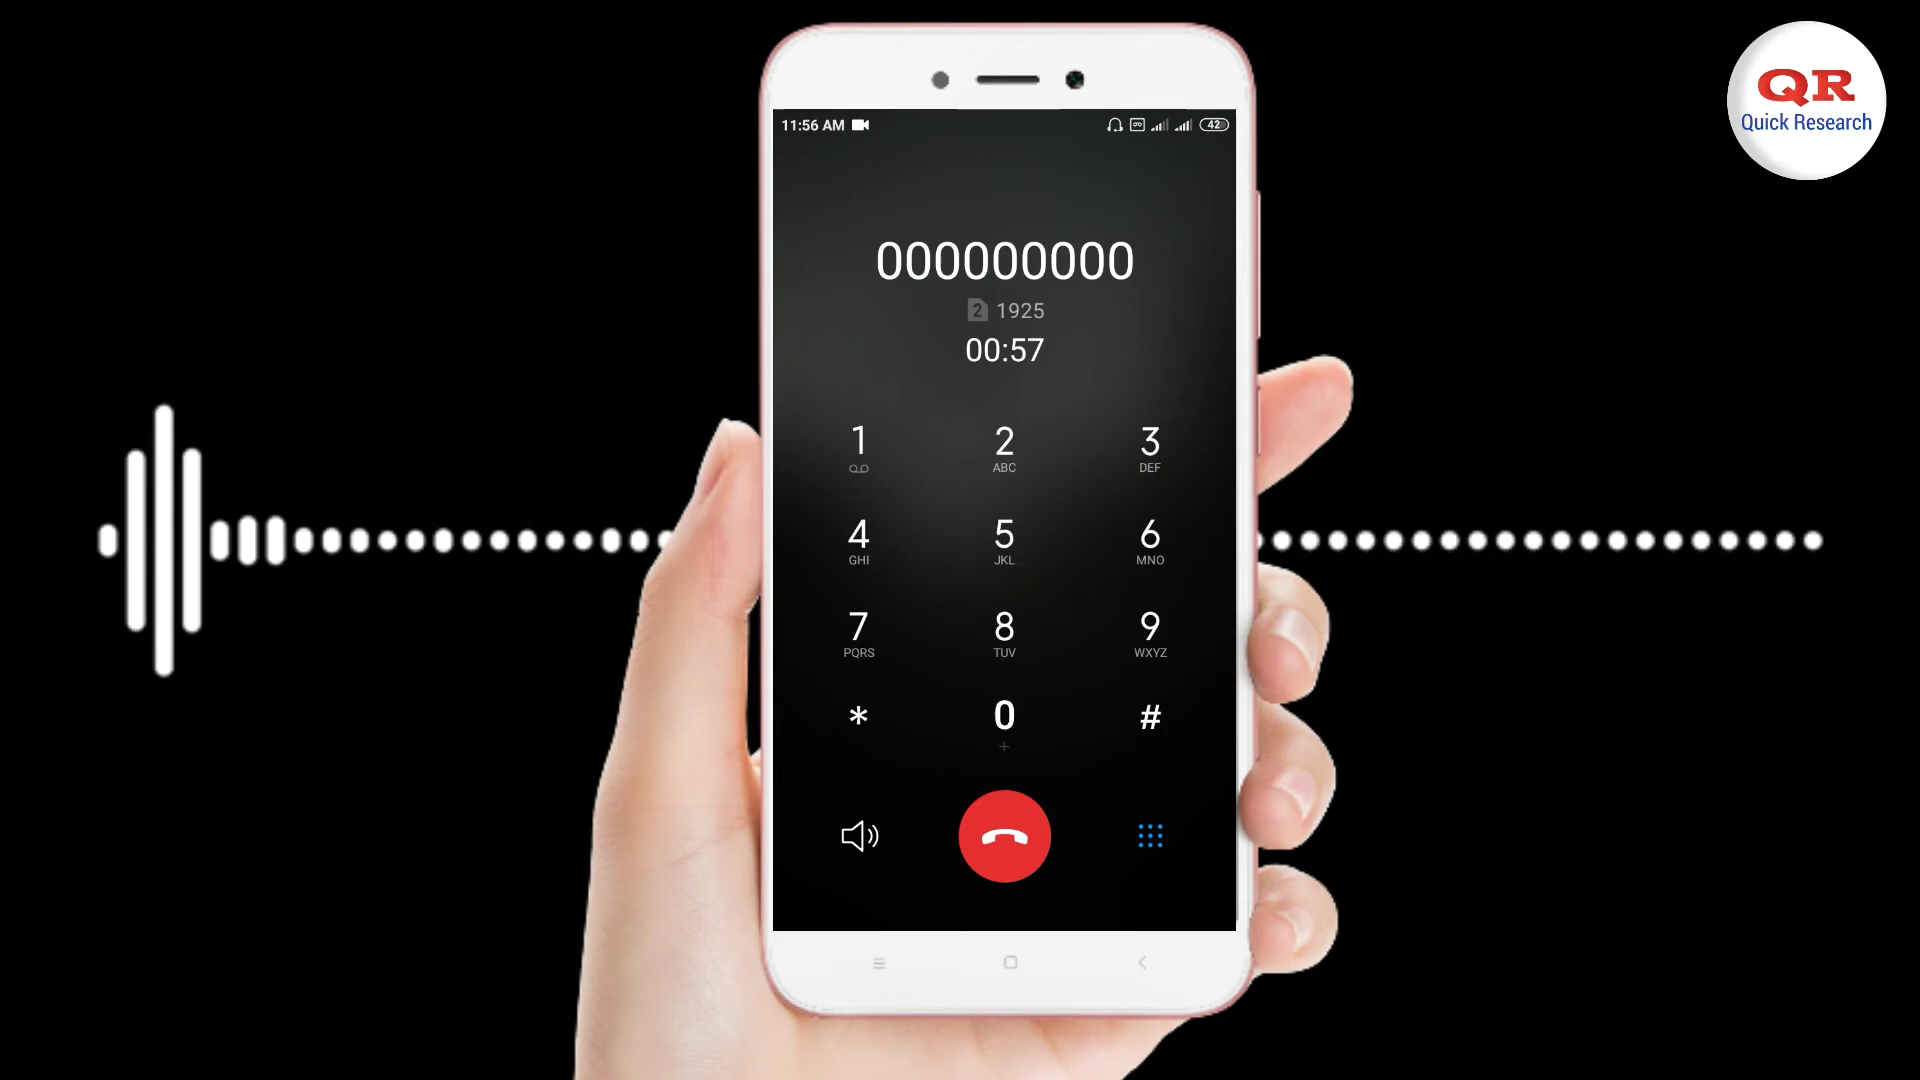 QR
Quick Research
11:56 AM
42
000000000
2 1925
00:57
1 2 3
ABC DEF
4 5 6
GHI JKL MNO
7 8 9
PQRS TUV WXYZ
* 0 #
+